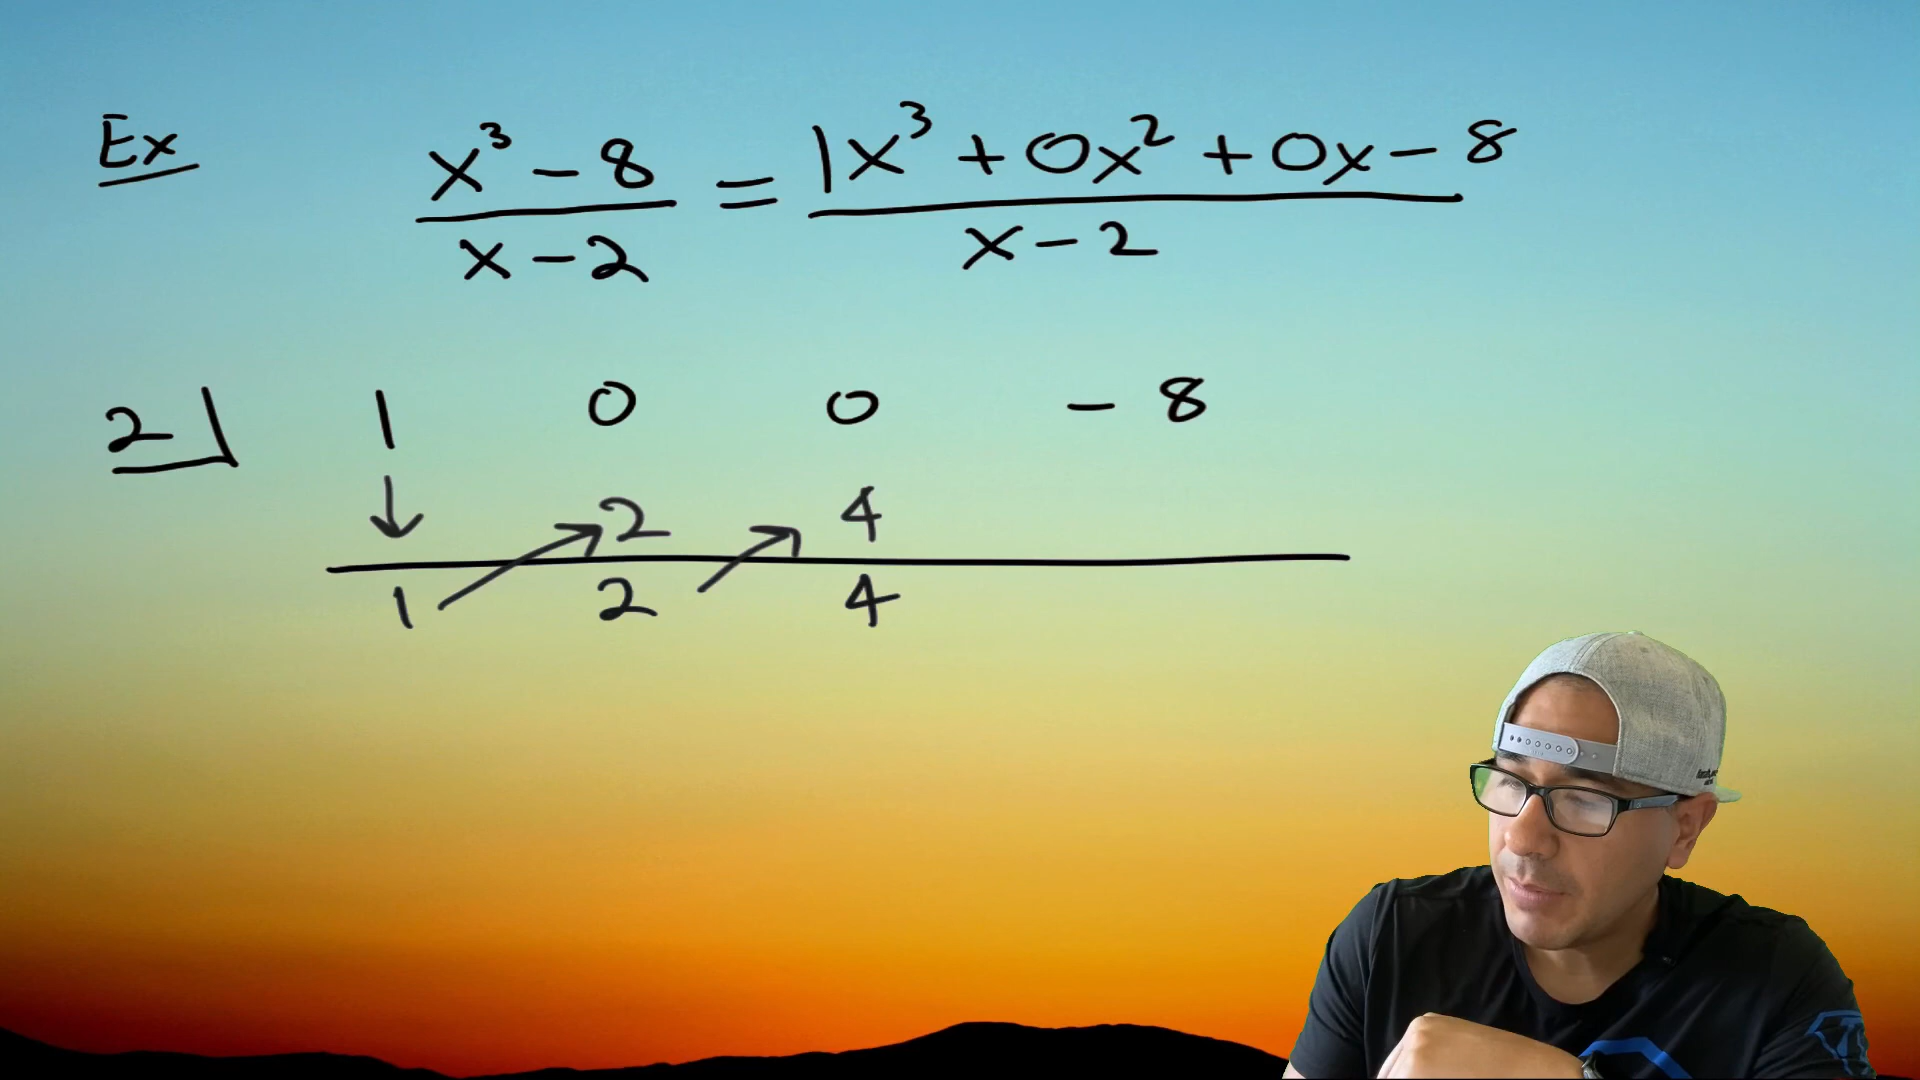 Ex x³ - 8 = 1x³ + 0x² + 0x - 8
x - 2 x - 2
2 1 0 0 - 8
↓ 2 4
1 2 4